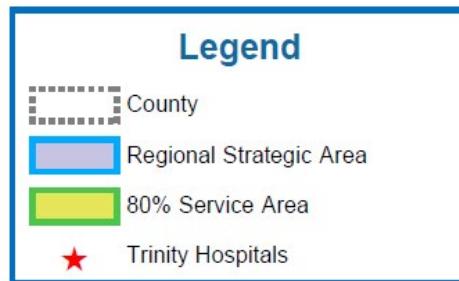 Legend
County
Regional Strategic Area
80% Service Area
Trinity Hospitals